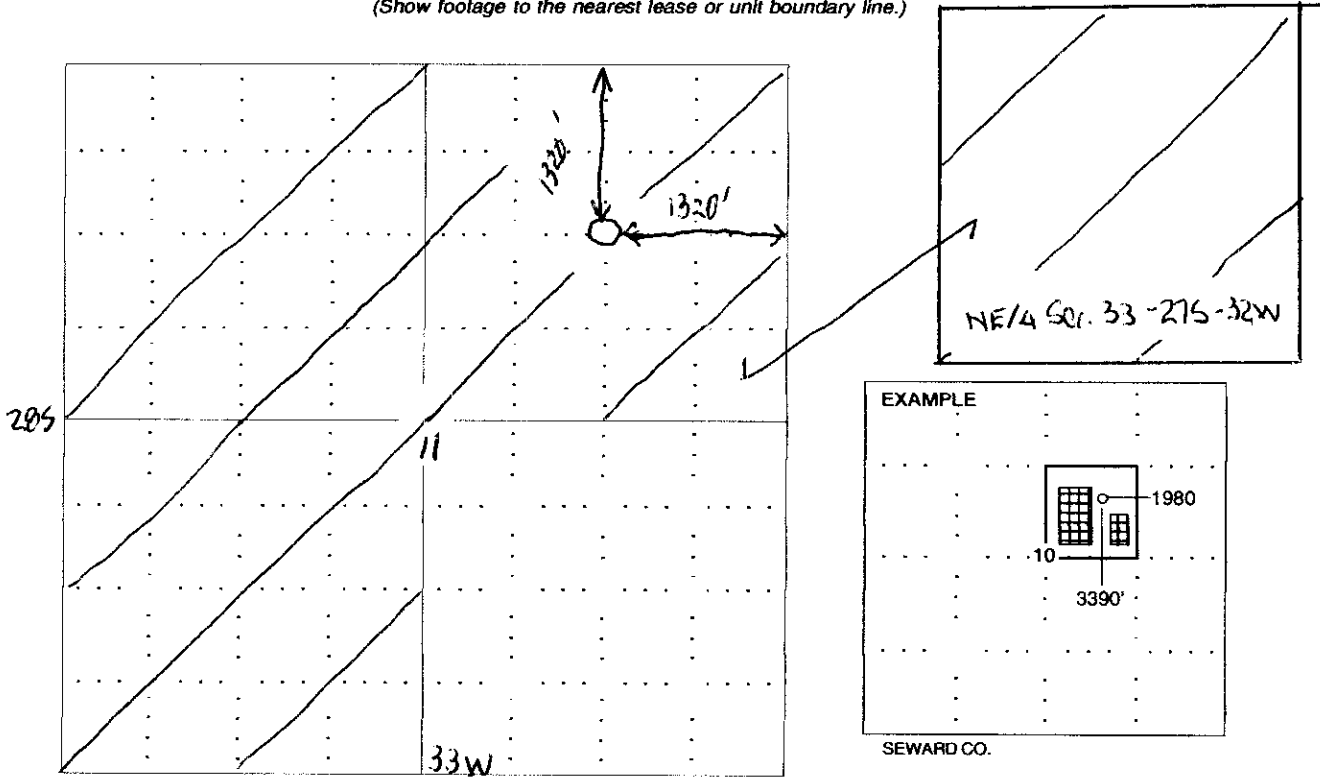 (Show footage to the nearest lease or unit boundary line.)
1320'
1320'
NE/4 Sec. 33-27S-32W
28S
11
33W
EXAMPLE
1980
10
3390'
SEWARD CO.